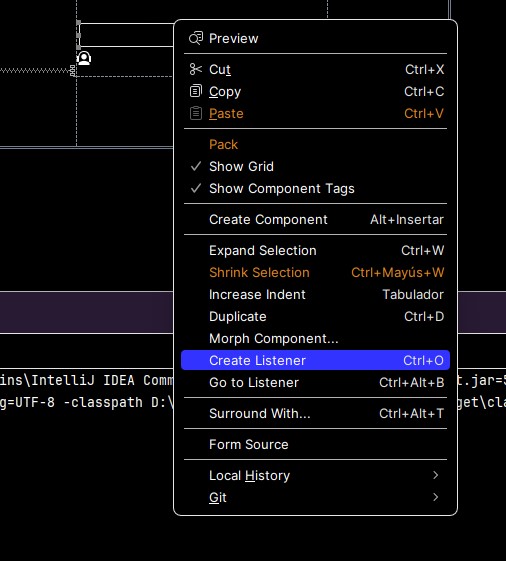 Preview
Cut Ctrl+X
Copy Ctrl+C
Paste Ctrl+V
Pack
Show Grid
Show Component Tags
Create Component Alt+Insertar
Expand Selection Ctrl+W
Shrink Selection Ctrl+Mayús+W
Increase Indent Tabulador
Duplicate Ctrl+D
Morph Component...
Create Listener Ctrl+O
ins\IntelliJ IDEA Comm t.jar=5
Go to Listener Ctrl+Alt+B
g=UTF-8 -classpath D:\ get\cla
Surround With... Ctrl+Alt+T
Form Source
Local History
Git